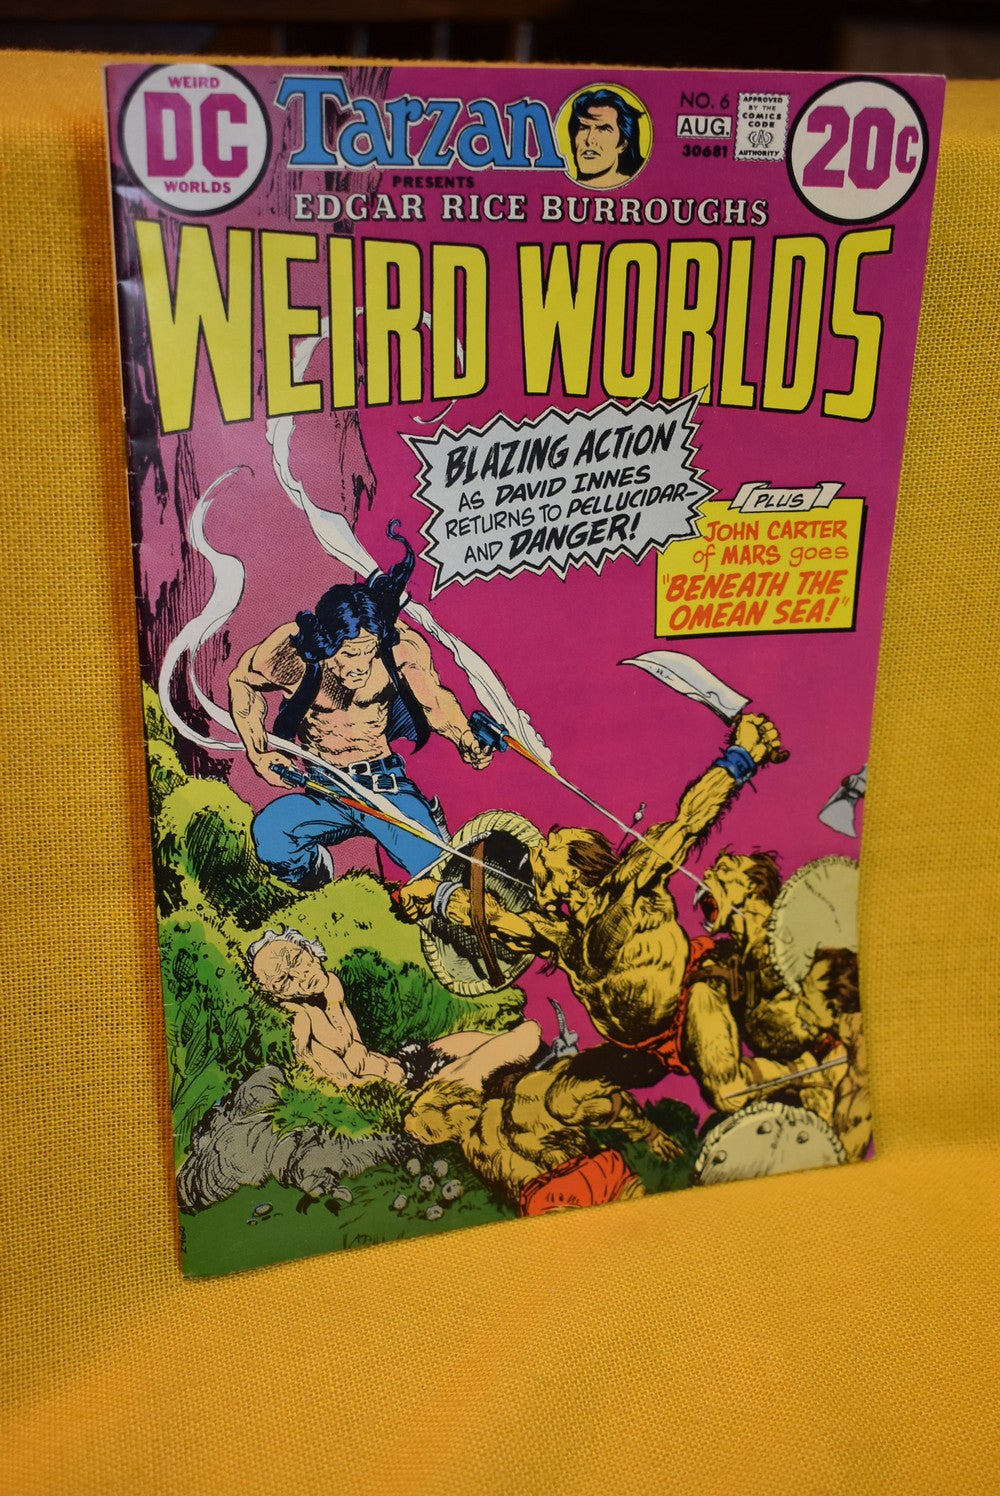 WEIRD
DC
WORLDS
Tarzan
PRESENTS
EDGAR RICE BURROUGHS
WEIRD WORLDS
NO. 6
AUG.
30681
APPROVED
BY THE
COMICS
CODE
AUTHORITY
20¢
BLAZING ACTION
AS DAVID INNES
RETURNS TO PELLUCIDAR-
AND DANGER!
PLUS
JOHN CARTER
of MARS goes
"BENEATH THE
OMEAN SEA!"